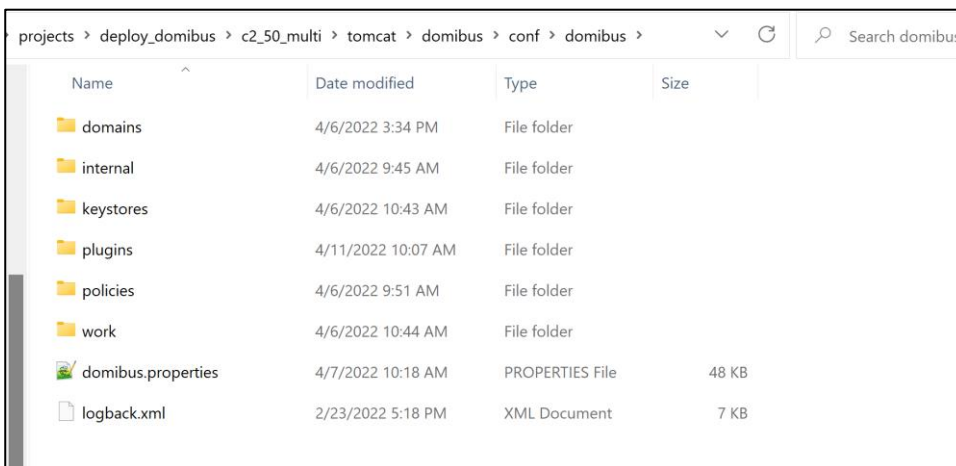 projects > deploy_domibus > c2_50_multi > tomcat > domibus > conf > domibus > Search domibus
Name Date modified Type Size
domains 4/6/2022 3:34 PM File folder
internal 4/6/2022 9:45 AM File folder
keystores 4/6/2022 10:43 AM File folder
plugins 4/11/2022 10:07 AM File folder
policies 4/6/2022 9:51 AM File folder
work 4/6/2022 10:44 AM File folder
domibus.properties 4/7/2022 10:18 AM PROPERTIES File 48 KB
logback.xml 2/23/2022 5:18 PM XML Document 7 KB